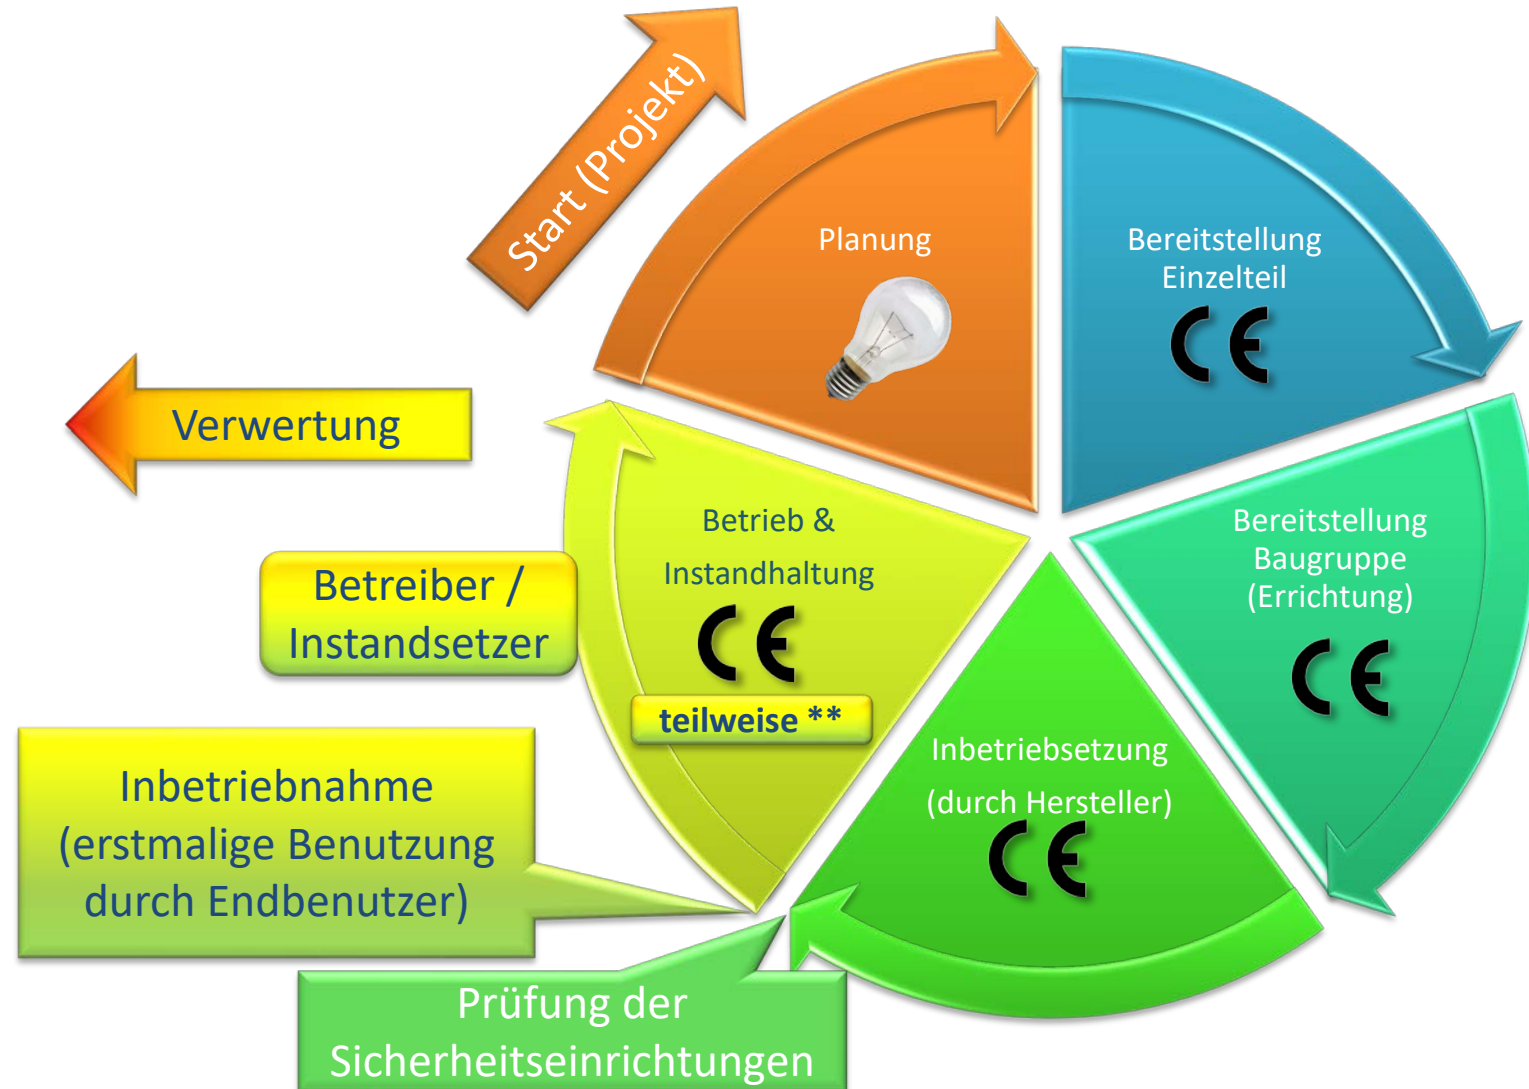 Start (Projekt)
Planung
Bereitstellung
Einzelteil
CE
Verwertung
Betrieb &
Instandhaltung
CE
teilweise **
Bereitstellung
Baugruppe
(Errichtung)
CE
Betreiber /
Instandsetzer
Inbetriebsetzung
(durch Hersteller)
CE
Inbetriebnahme
(erstmalige Benutzung
durch Endbenutzer)
Prüfung der
Sicherheitseinrichtungen